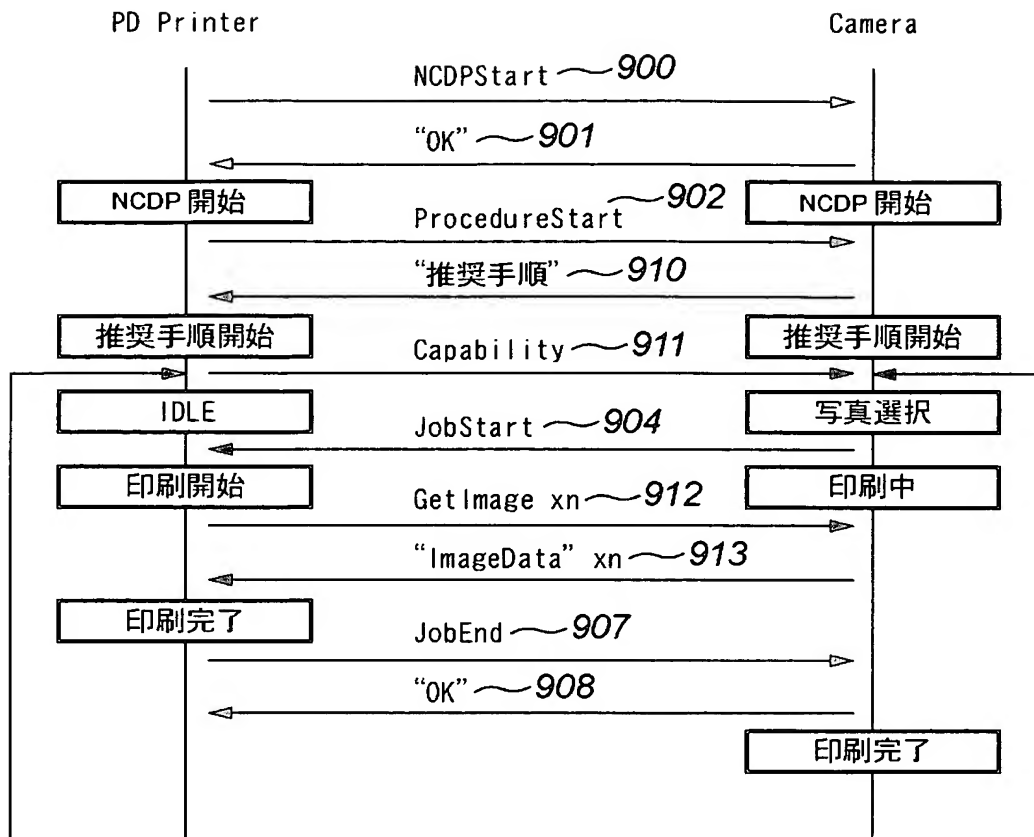 PD Printer Camera
NCDPStart 900
“OK” 901
NCDP 開始 NCDP 開始
ProcedureStart 902
“推奨手順” 910
推奨手順開始 推奨手順開始
Capability 911
IDLE 写真選択
JobStart 904
印刷開始 印刷中
GetImage xn 912
“ImageData” xn 913
印刷完了
JobEnd 907
“OK” 908
印刷完了